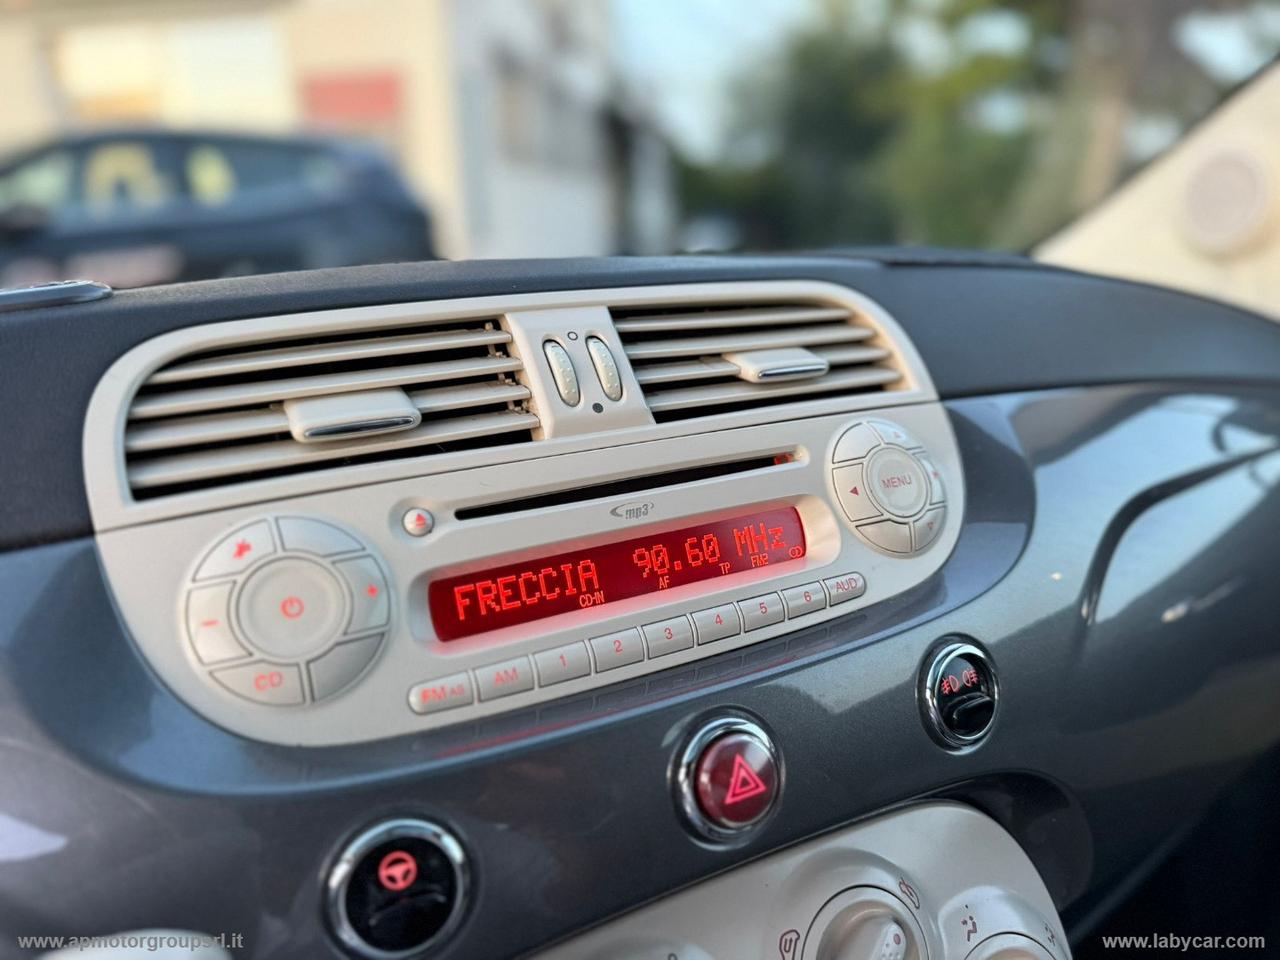 MENU
mp3
FRECCIA 90.60 MHz
CD-IN AF TP FM2
+
-
CD
FM AS AM 1 2 3 4 5 6 AUD
www.apmotorgroupsrl.it
www.labycar.com